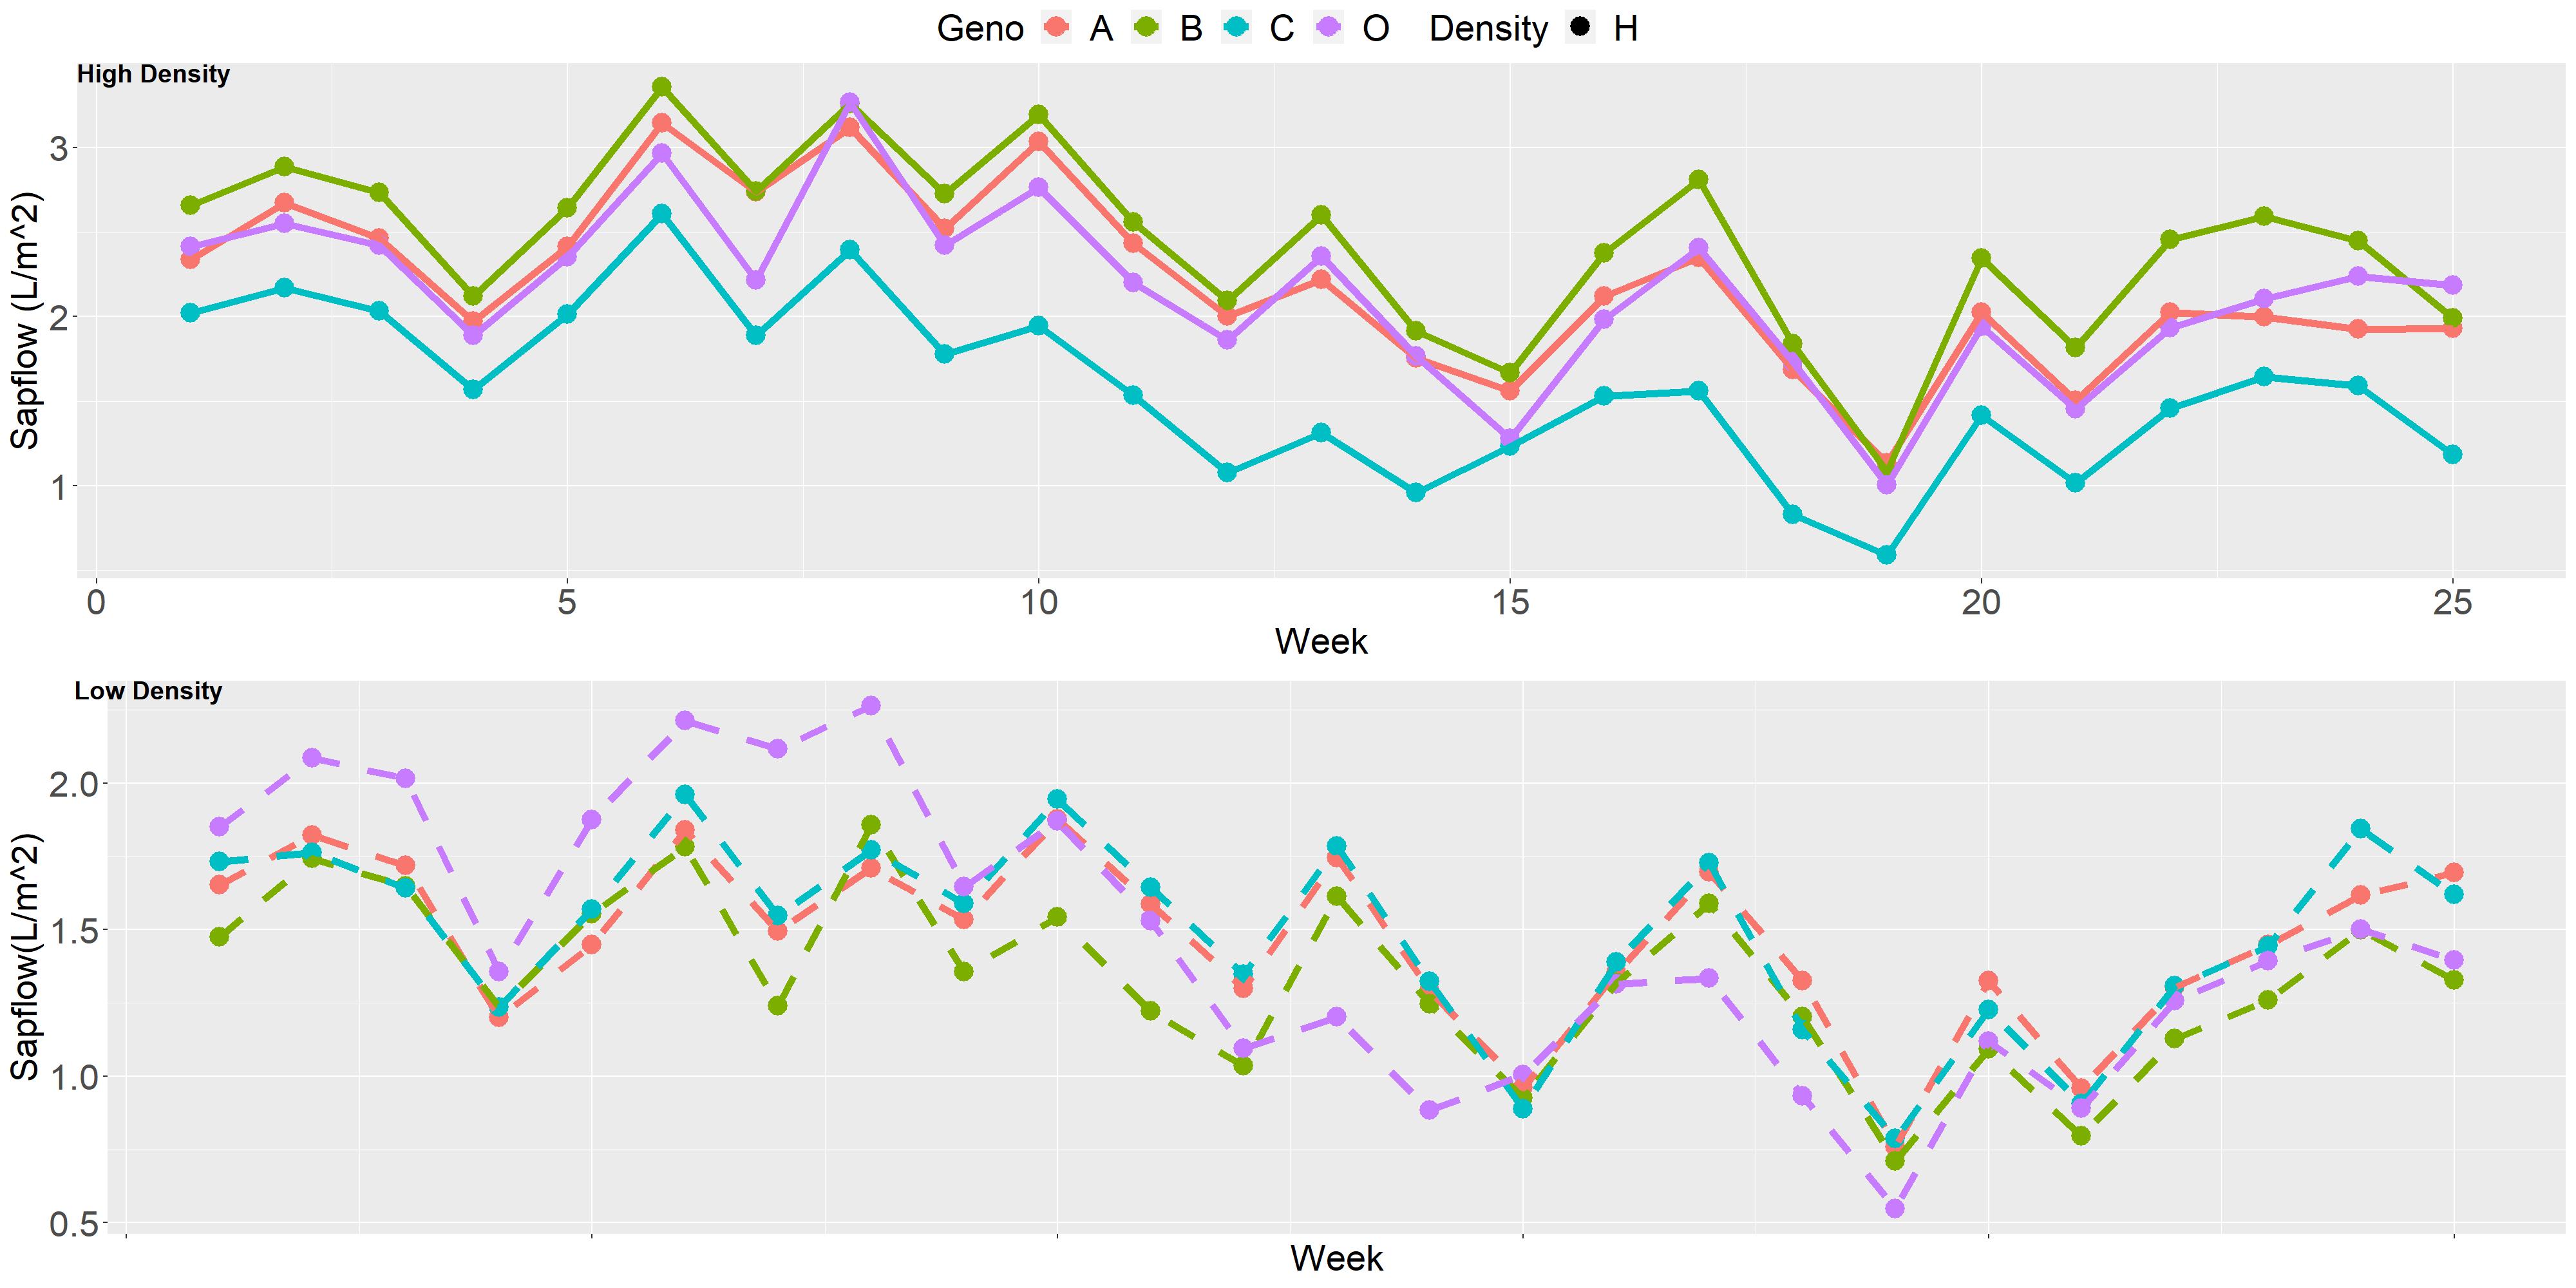 Geno A B C O Density H
High Density
Sapflow (L/m^2)
3
2
1
0 5 10 15 20 25
Week
Low Density
Sapflow(L/m^2)
2.0
1.5
1.0
0.5
Week